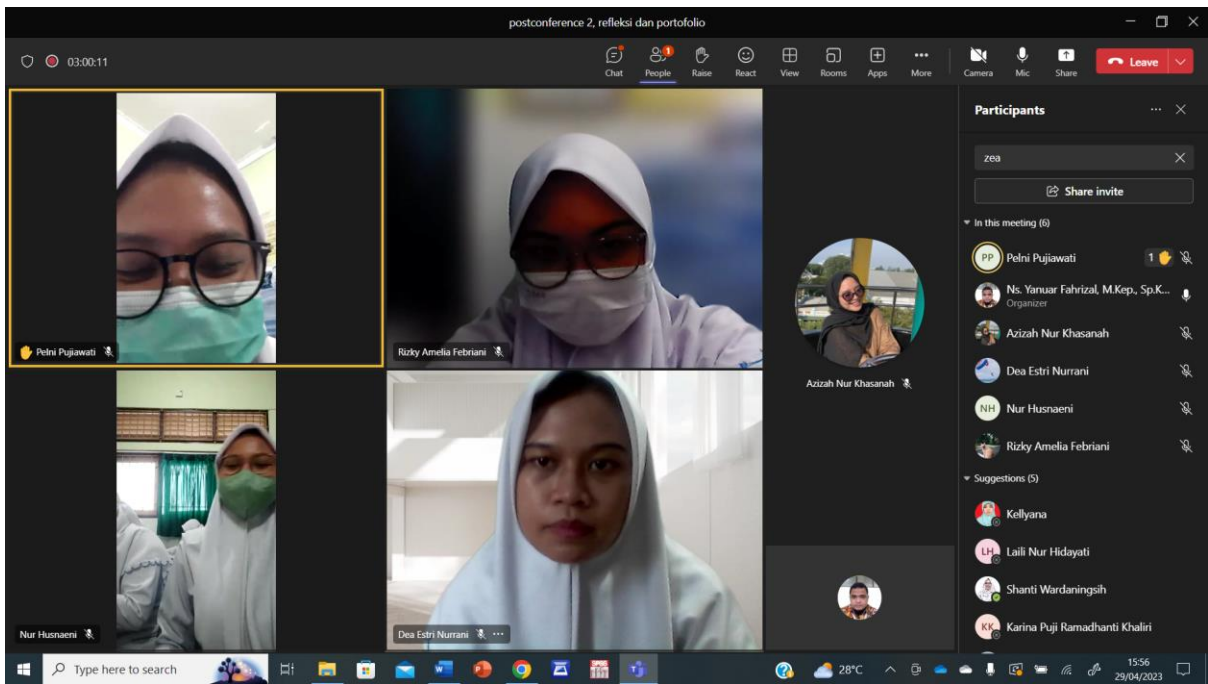 postconference 2, refleksi dan portofolio
03:00:11
Chat
People
1
Raise
React
View
Rooms
Apps
More
Camera
Mic
Share
Leave
Pelni Pujiawati
Rizky Amelia Febriani
Nur Husnaeni
Dea Estri Nurrani
Azizah Nur Khasanah
Participants
zea
Share invite
In this meeting (6)
PP Pelni Pujiawati 1
Ns. Yanuar Fahrizal, M.Kep., Sp.K...
Organizer
Azizah Nur Khasanah
Dea Estri Nurrani
NH Nur Husnaeni
Rizky Amelia Febriani
Suggestions (5)
Kellyana
LH Laili Nur Hidayati
Shanti Wardaningsih
KK Karina Puji Ramadhanti Khaliri
Type here to search
28°C
15:56
29/04/2023